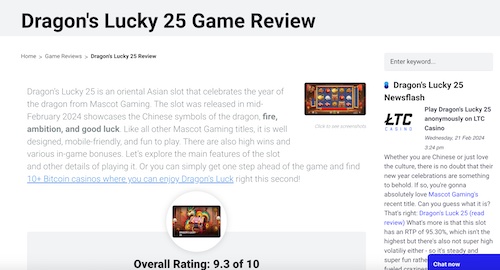 Dragon's Lucky 25 Game Review
Home > Game Reviews > Dragon's Lucky 25 Review
Dragon's Lucky 25 is an oriental Asian slot that celebrates the year of
the dragon from Mascot Gaming. The slot was released in mid-
February 2024 showcases the Chinese symbols of the dragon, fire,
ambition, and good luck. Like all other Mascot Gaming titles, it is well
designed, mobile-friendly, and fun to play. There are also high wins and
various in-game bonuses. Let's explore the main features of the slot
and other details of playing it. Or you can simply get one step ahead of the game and find
10+ Bitcoin casinos where you can enjoy Dragon's Luck right this second!
Click to see screenshots
Overall Rating: 9.3 of 10
Enter keyword...
Dragon's Lucky 25
Newsflash
LTC
CASINO
Play Dragon's Lucky 25
anonymously on LTC
Casino
Wednesday, 21 Feb 2024
3:24 pm
Whether you are Chinese or just love
the culture, there is no doubt that their
new year celebrations are something
to behold. If so, you're gonna
absolutely love Mascot Gaming's
recent title. Can you guess what it is?
That's right: Dragon's Lucky 25 (read
review) What's more is that this slot
has an RTP of 95.30%, which isn't the
highest but there's also not super high
volatility either - so it's steady and
super fun rathe
fueled craziness
Chat now